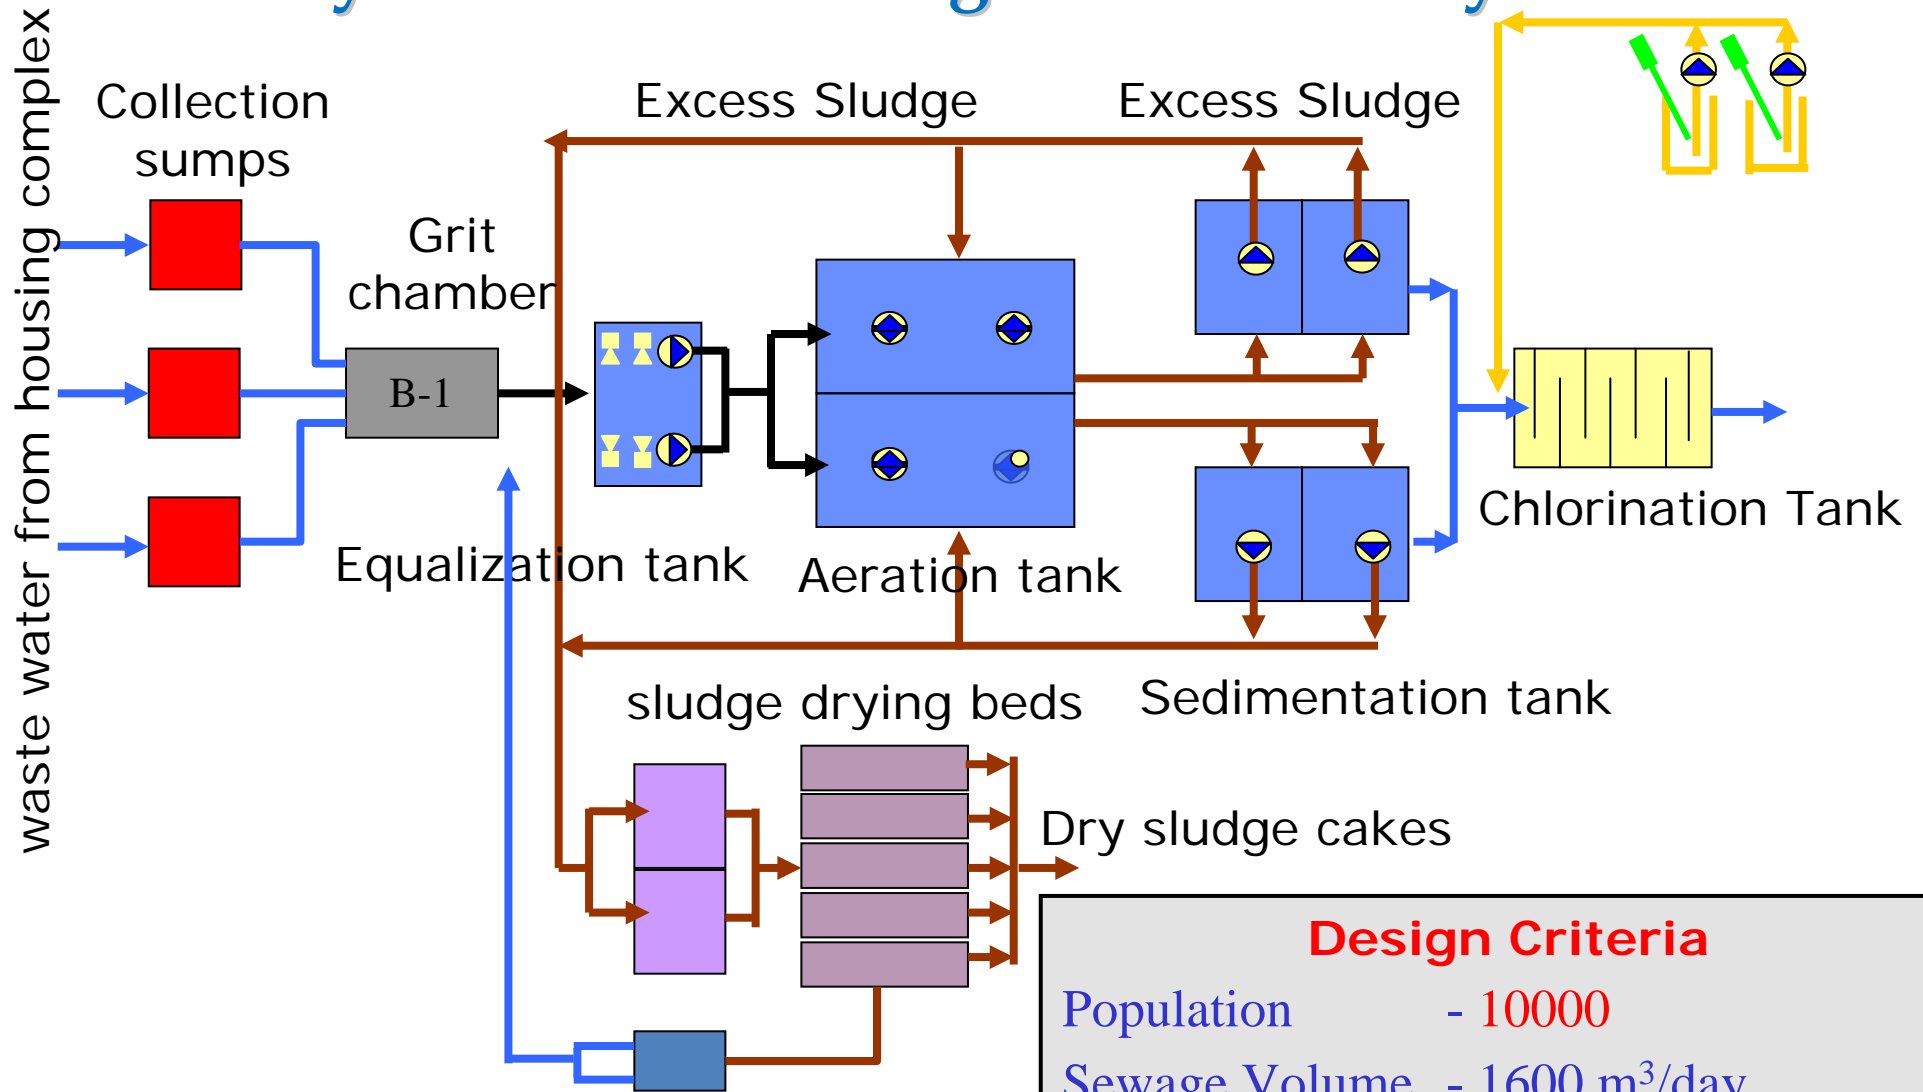 waste water from housing complex
Collection
sumps
Excess Sludge
Excess Sludge
Grit
chamber
B-1
Equalization tank
Aeration tank
Chlorination Tank
sludge drying beds
Sedimentation tank
Dry sludge cakes
Design Criteria
Population - 10000
Sewage Volume - 1600 m³/day